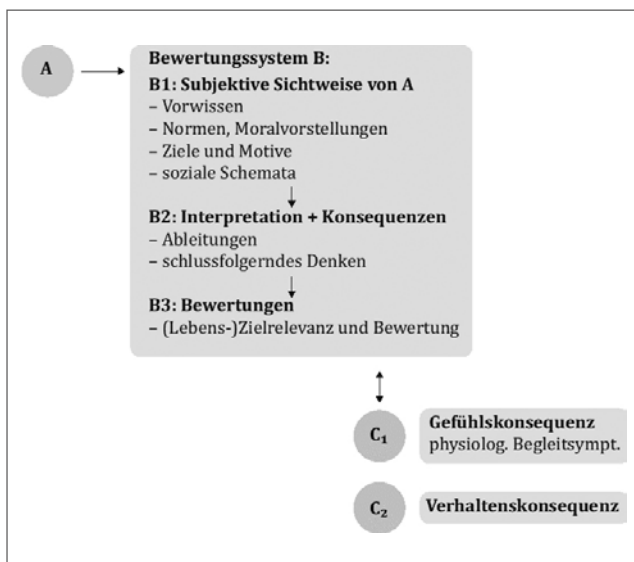 A
Bewertungssystem B:
B1: Subjektive Sichtweise von A
– Vorwissen
– Normen, Moralvorstellungen
– Ziele und Motive
– soziale Schemata
B2: Interpretation + Konsequenzen
– Ableitungen
– schlussfolgerndes Denken
B3: Bewertungen
– (Lebens-)Zielrelevanz und Bewertung
C₁
Gefühlskonsequenz
physiolog. Begleitsympt.
C₂
Verhaltenskonsequenz